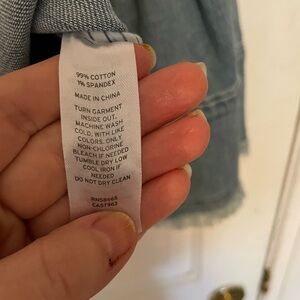 99% COTTON
1% SPANDEX
MADE IN CHINA
TURN GARMENT
INSIDE OUT.
MACHINE WASH
COLD, WITH LIKE
COLORS. ONLY
NON-CHLORINE
BLEACH IF NEEDED
TUMBLE DRY LOW
COOL IRON IF
NEEDED
DO NOT DRY CLEAN